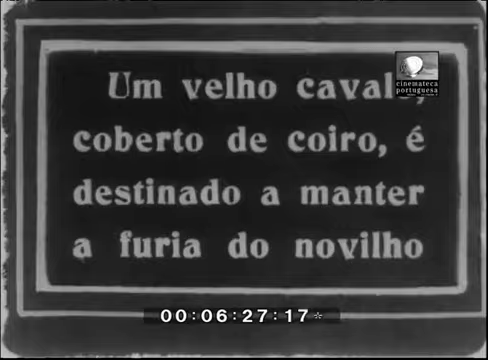 Um velho cavalo,
cinemateca
portuguesa
coberto de coiro, é
destinado a manter
a furia do novilho
00:06:27:17